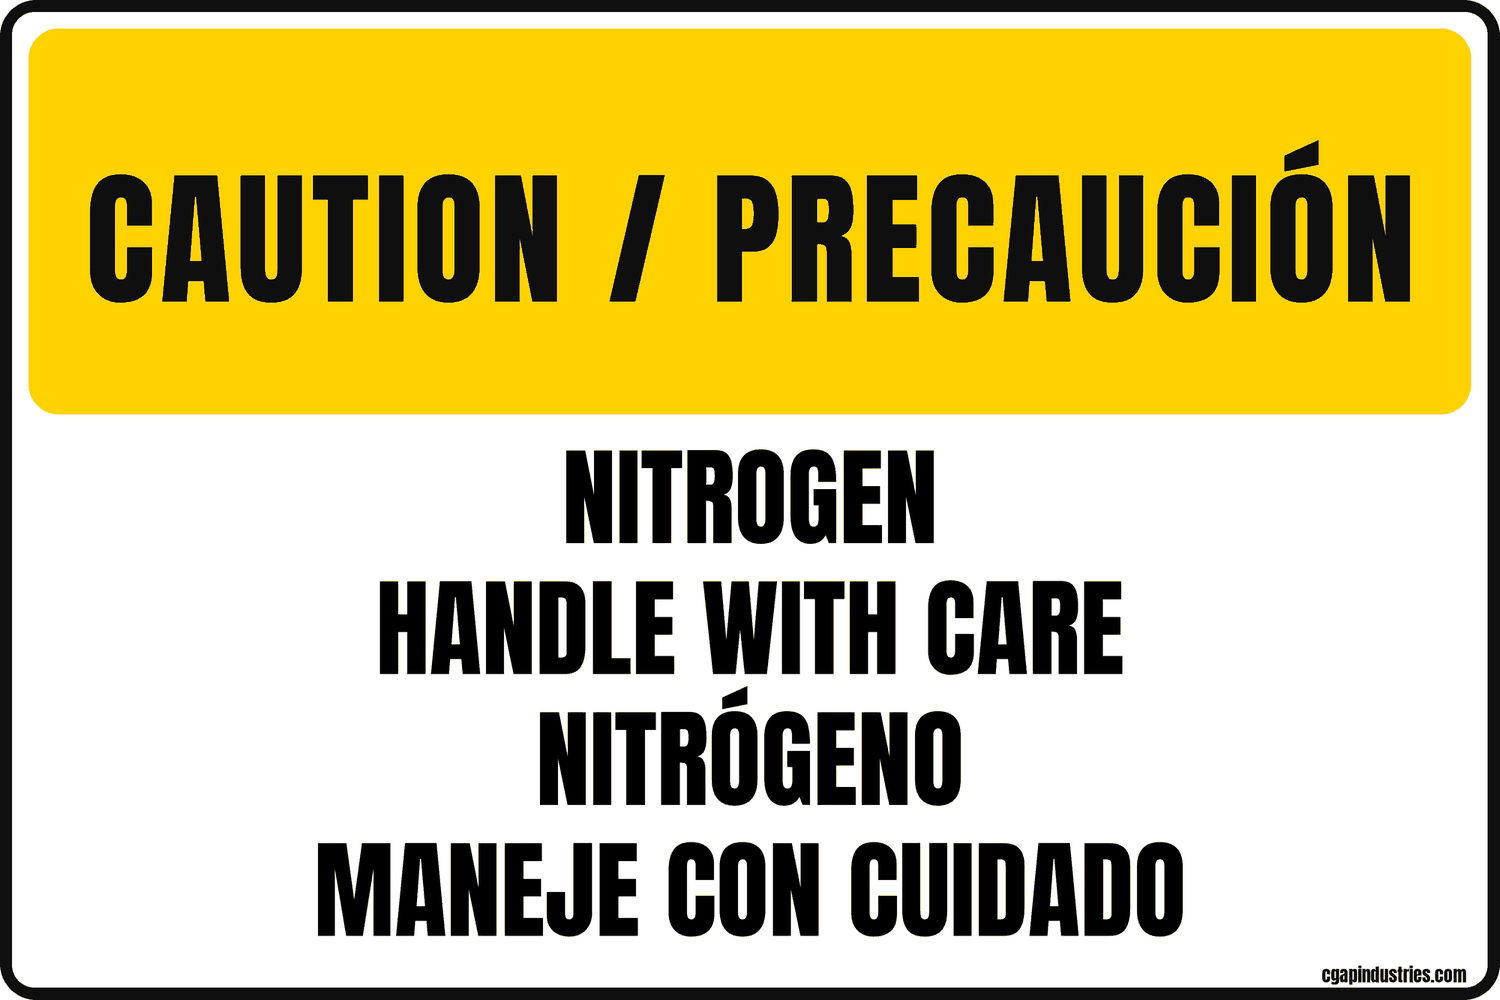 CAUTION / PRECAUCIÓN
NITROGEN
HANDLE WITH CARE
NITRÓGENO
MANEJE CON CUIDADO
cgapindustries.com